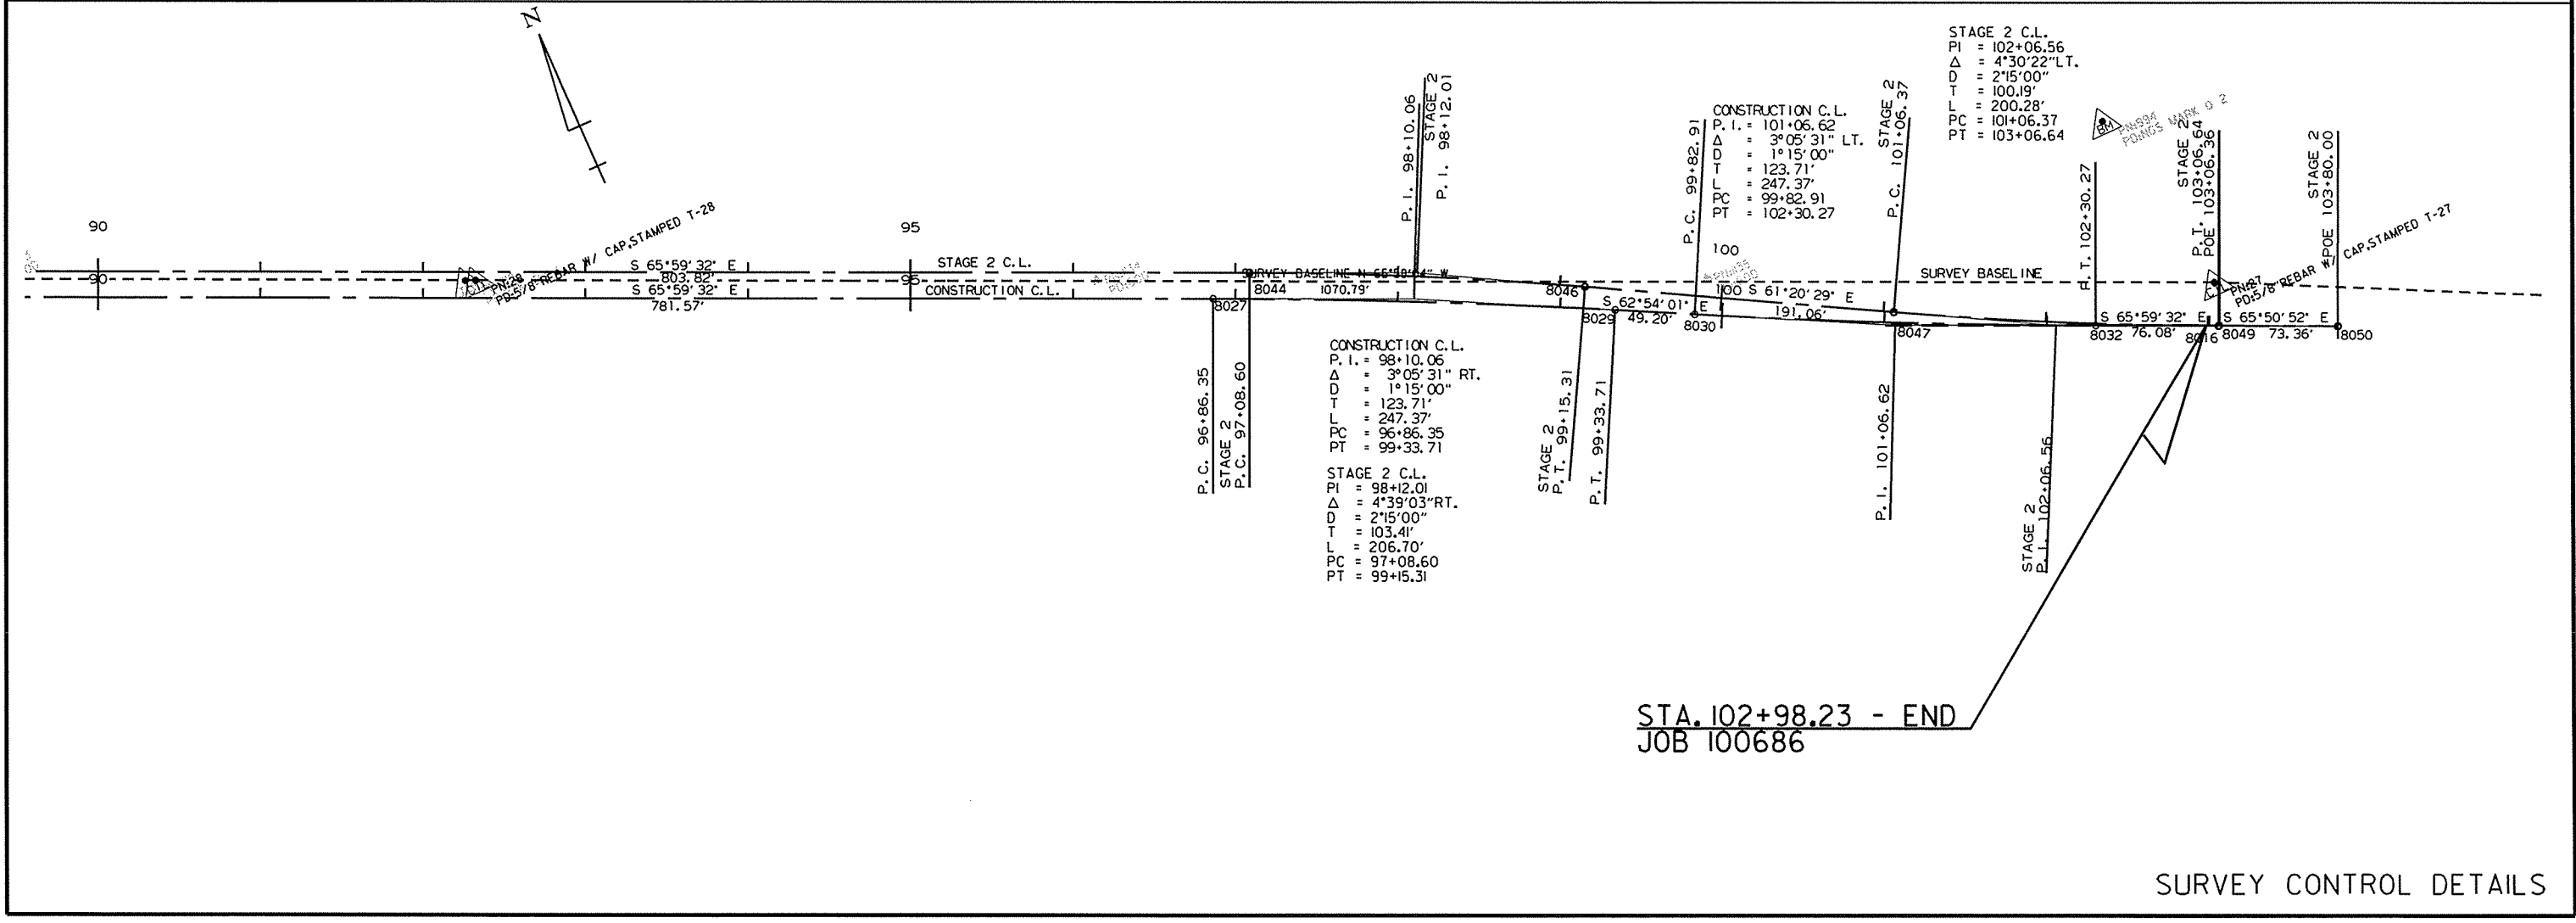 N
STAGE 2 C.L.
PI = 102+06.56
Δ = 4°30'22"LT.
D = 2°15'00"
T = 100.19'
L = 200.28'
PC = 101+06.37
PT = 103+06.64
CONSTRUCTION C.L.
P.I. = 101+06.62
Δ = 3°05'31" LT.
D = 1°15'00"
T = 123.71'
L = 247.37'
PC = 99+82.91
PT = 102+30.27
P.I. 98+10.06
STAGE 2
P.I. 98+12.01
P.C. 99+82.91
STAGE 2
P.C. 101+06.37
BM
PN:994
PD:NGS MARK O 2
P.T. 102+30.27
STAGE 2
P.T. 103+06.64
POE 103+06.36
STAGE 2
POE 103+80.00
90
95
100
PN:28
PD:5/8" REBAR W/ CAP.STAMPED T-28
PN:27
PD:5/8" REBAR W/ CAP.STAMPED T-27
S 65°59'32" E
803.82'
STAGE 2 C.L.
90
95
S 65°59'32" E
781.57'
CONSTRUCTION C.L.
SURVEY BASELINE
1070.79'
SURVEY BASELINE
8027
8044
8046
8029
S 62°54'01" E
49.20'
8030
100
S 61°20'29" E
191.06'
8047
8032
S 65°59'32" E
76.08'
8016
8049
S 65°50'52" E
73.36'
8050
P.C. 96+86.35
STAGE 2
P.C. 97+08.60
CONSTRUCTION C.L.
P.I. = 98+10.06
Δ = 3°05'31" RT.
D = 1°15'00"
T = 123.71'
L = 247.37'
PC = 96+86.35
PT = 99+33.71
STAGE 2 C.L.
PI = 98+12.01
Δ = 4°39'03"RT.
D = 2°15'00"
T = 103.41'
L = 206.70'
PC = 97+08.60
PT = 99+15.31
STAGE 2
P.T. 99+15.31
P.T. 99+33.71
P.I. 101+06.62
STAGE 2
P.I. 102+06.56
STA. 102+98.23 - END
JOB 100686
SURVEY CONTROL DETAILS